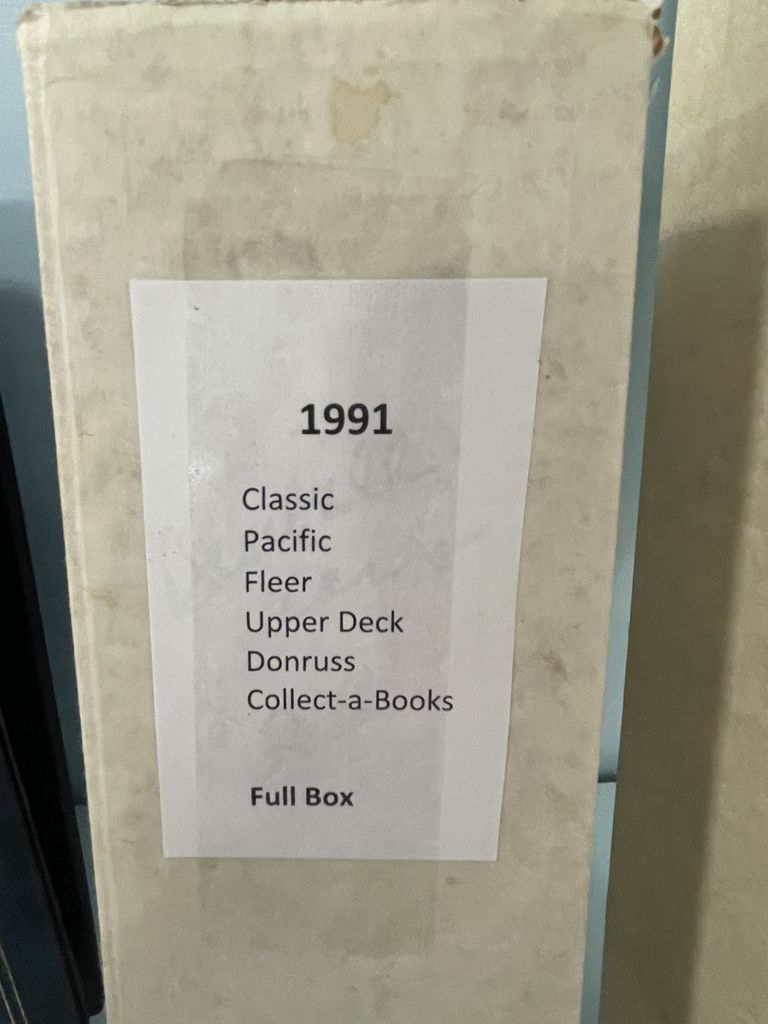 1991
Classic
Pacific
Fleer
Upper Deck
Donruss
Collect-a-Books
Full Box